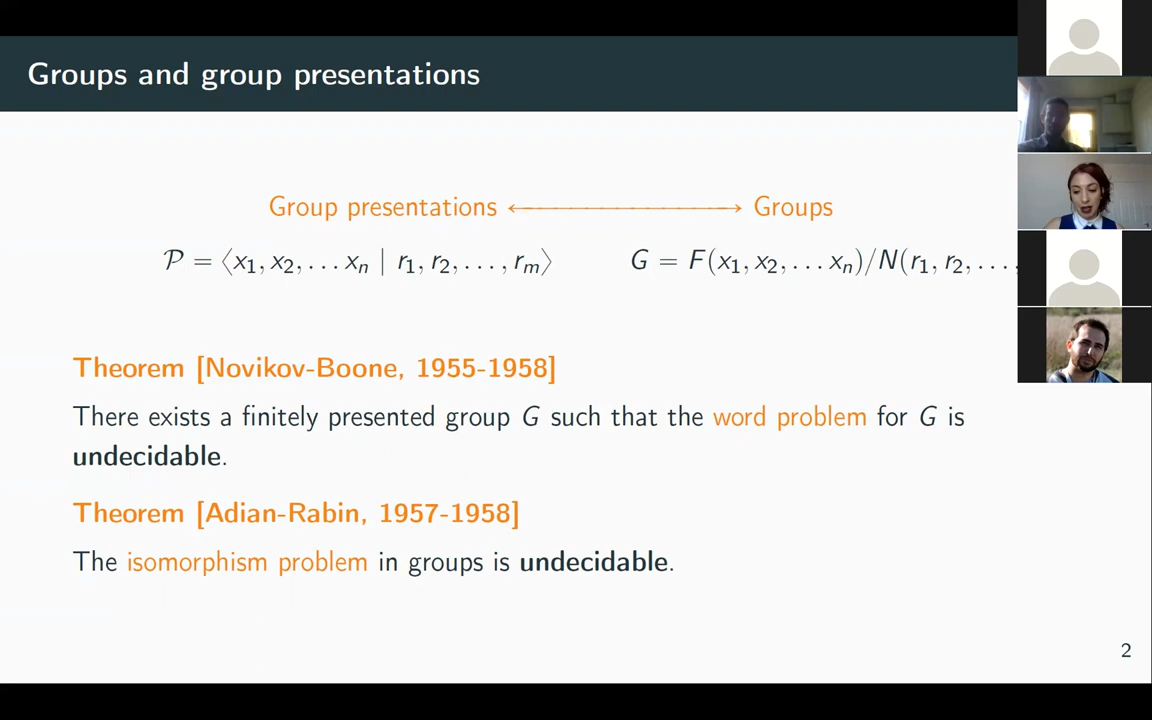 Groups and group presentations
Group presentations ⟷ Groups
𝒫 = ⟨x₁, x₂, . . . xₙ | r₁, r₂, . . . , rₘ⟩ G = F(x₁, x₂, . . . xₙ)/N(r₁, r₂, . . . ,
Theorem [Novikov-Boone, 1955-1958]
There exists a finitely presented group G such that the word problem for G is
undecidable.
Theorem [Adian-Rabin, 1957-1958]
The isomorphism problem in groups is undecidable.
2